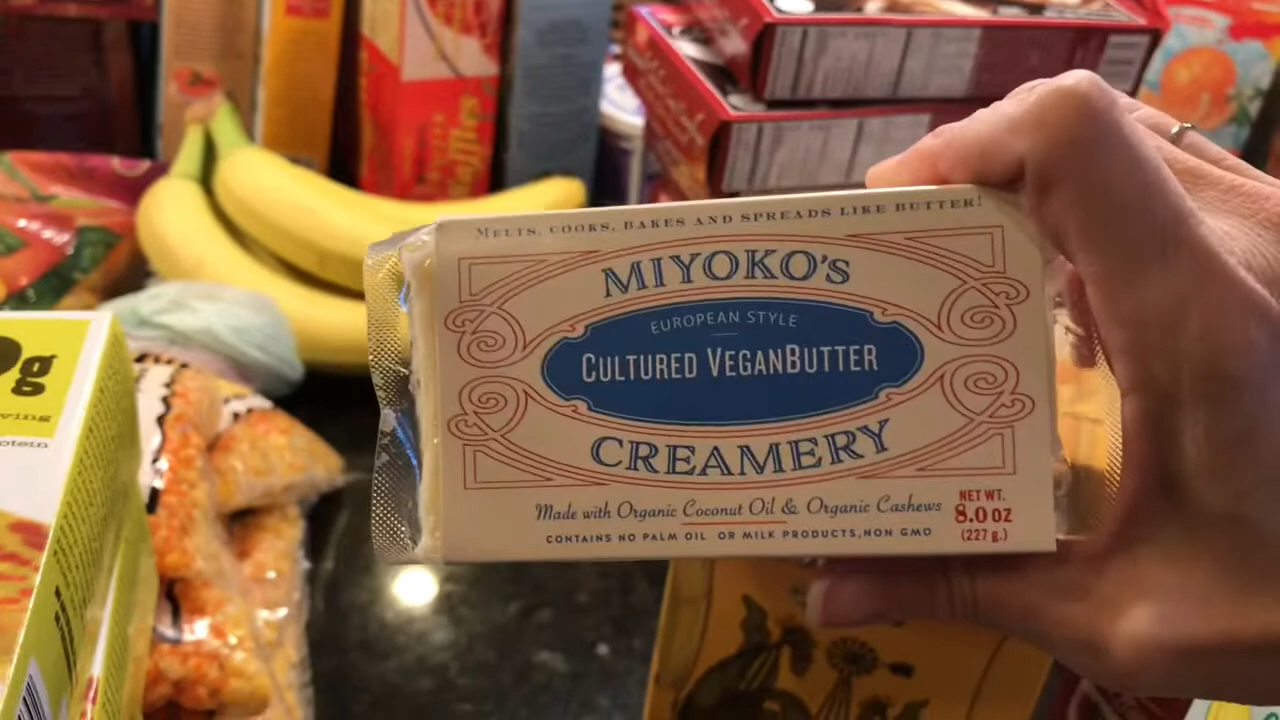 MELTS, COOKS, BAKES AND SPREADS LIKE BUTTER!
MIYOKO'S
EUROPEAN STYLE
CULTURED VEGANBUTTER
CREAMERY
Made with Organic Coconut Oil & Organic Cashews
CONTAINS NO PALM OIL OR MILK PRODUCTS, NON GMO
NET WT.
8.0 OZ
(227 g.)
g